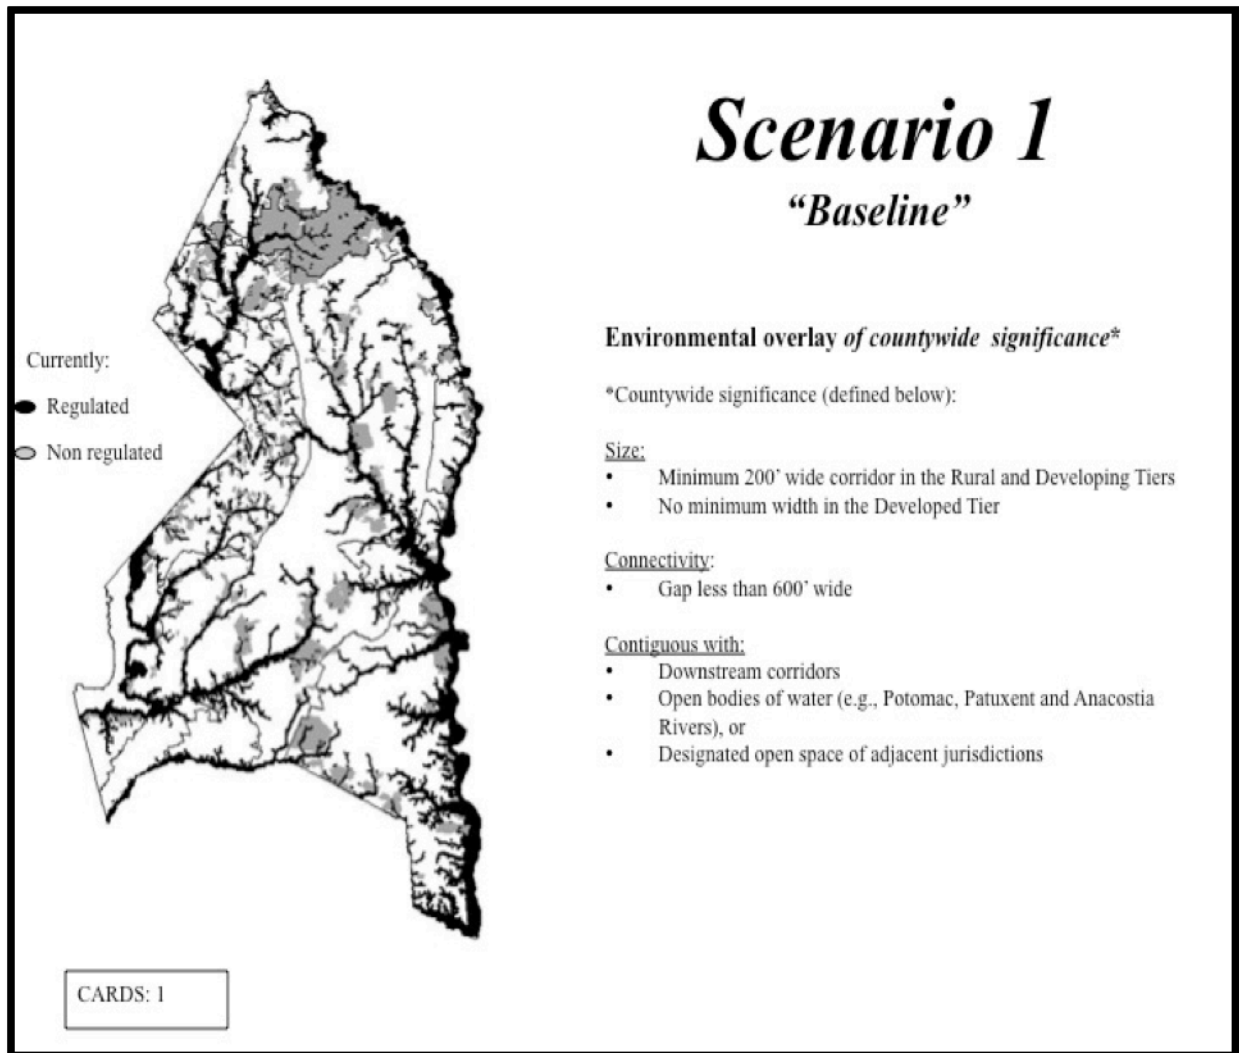 Scenario 1
“Baseline”
Environmental overlay of countywide significance*
Currently:
Regulated
Non regulated
*Countywide significance (defined below):
Size:
• Minimum 200’ wide corridor in the Rural and Developing Tiers
• No minimum width in the Developed Tier
Connectivity:
• Gap less than 600’ wide
Contiguous with:
• Downstream corridors
• Open bodies of water (e.g., Potomac, Patuxent and Anacostia
Rivers), or
• Designated open space of adjacent jurisdictions
CARDS: 1